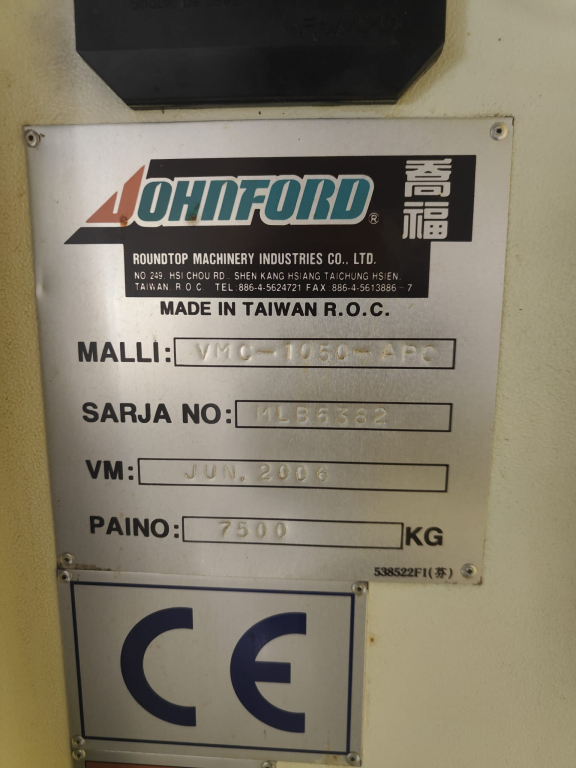 JOHNFORD ® 喬福
ROUNDTOP MACHINERY INDUSTRIES CO., LTD.
NO.249. HSI CHOU RD., SHEN KANG HSIANG TAICHUNG HSIEN.
TAIWAN. R.O.C. TEL:886-4-5624721 FAX 886-4-5613886-7
MADE IN TAIWAN R.O.C.
MALLI: VMC-1050-APC
SARJA NO: MLB6382
VM: JUN. 2006
PAINO: 7500 KG
538522FI(芬)
CE